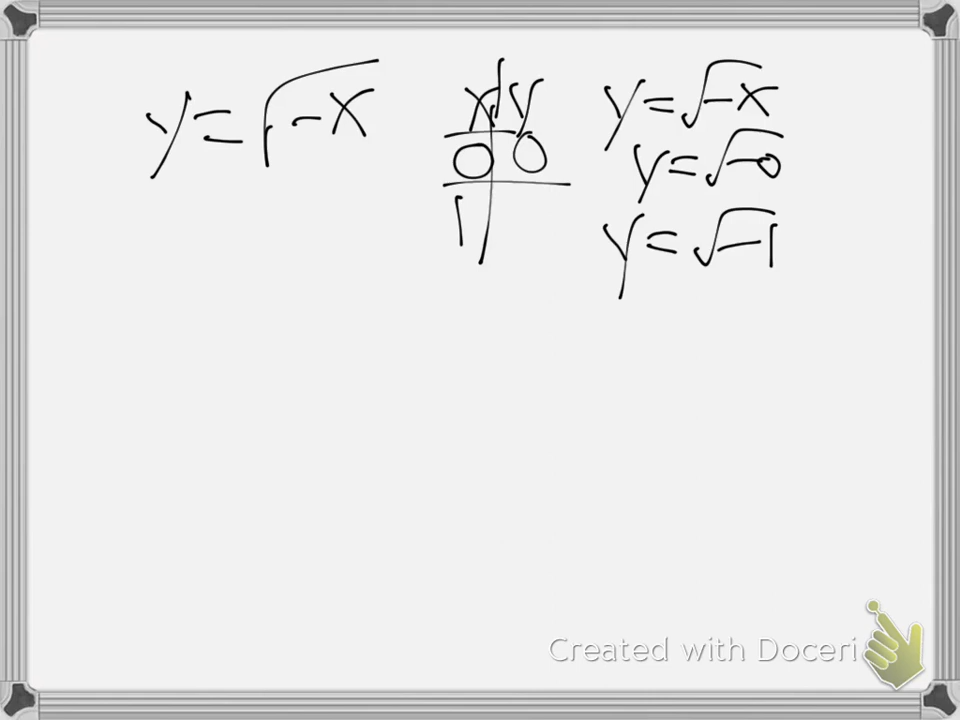 y = √-x
x y
0 0
1
y = √-x
y = √-0
y = √-1
Created with Doceri